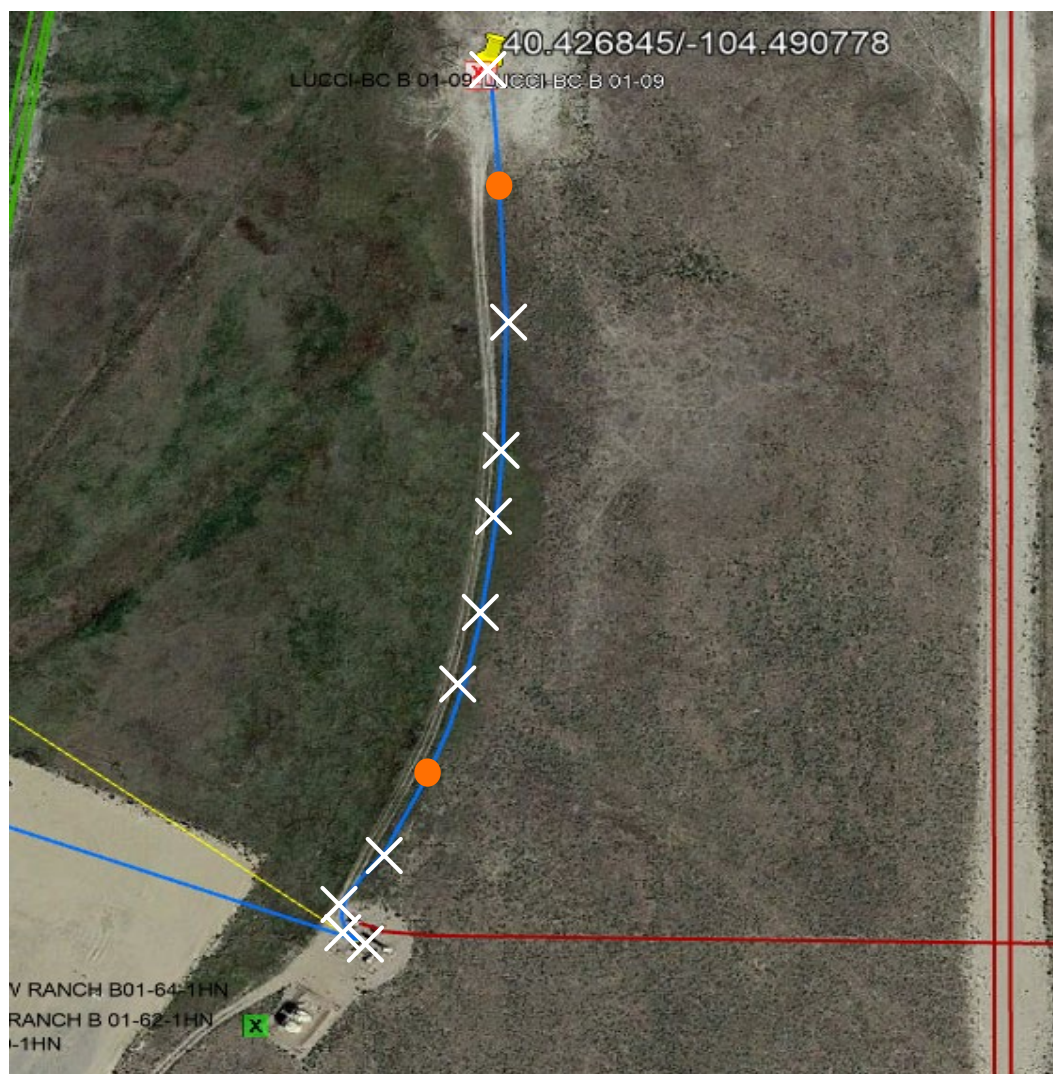 40.426845/-104.490778
LUCCI-BC B 01-09
LUCCI-BC B 01-09
W RANCH B01-64-1HN
RANCH B 01-62-1HN
-1HN
X